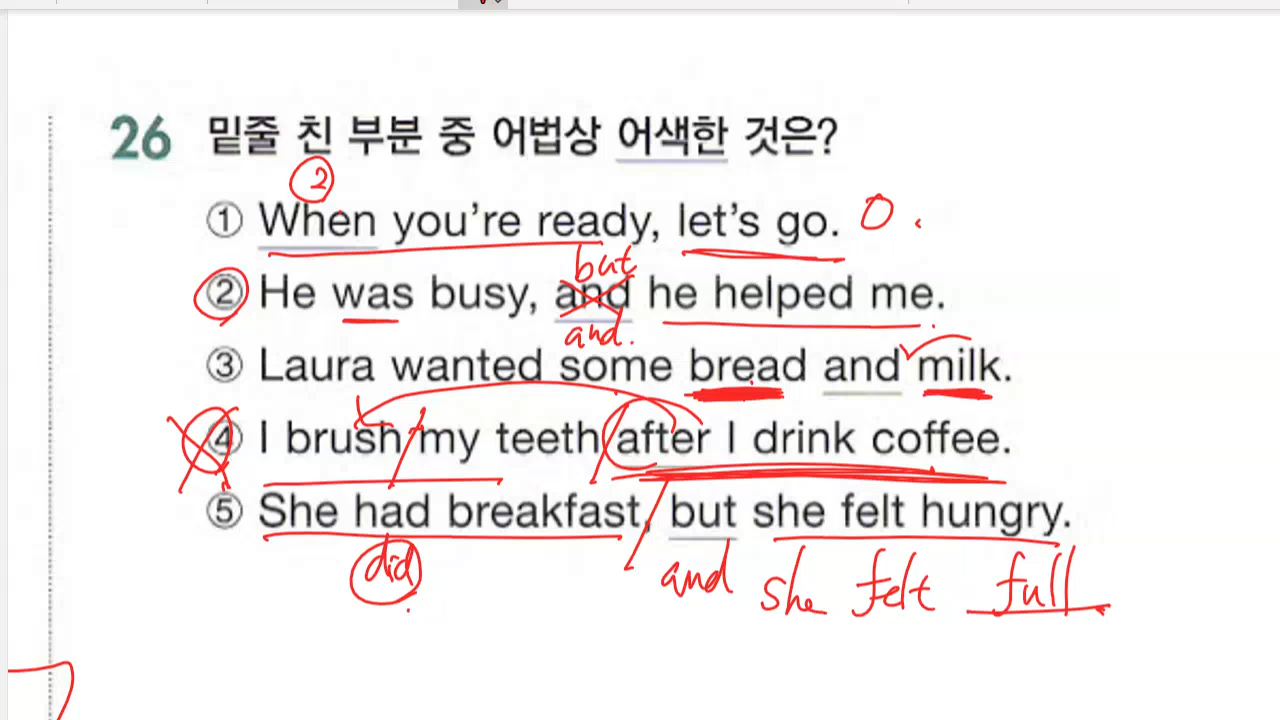 26 밑줄 친 부분 중 어법상 어색한 것은?
2
① When you're ready, let's go. O.
but
② He was busy, and he helped me.
and.
③ Laura wanted some bread and milk.
④ I brush my teeth after I drink coffee.
⑤ She had breakfast, but she felt hungry.
did and she felt full